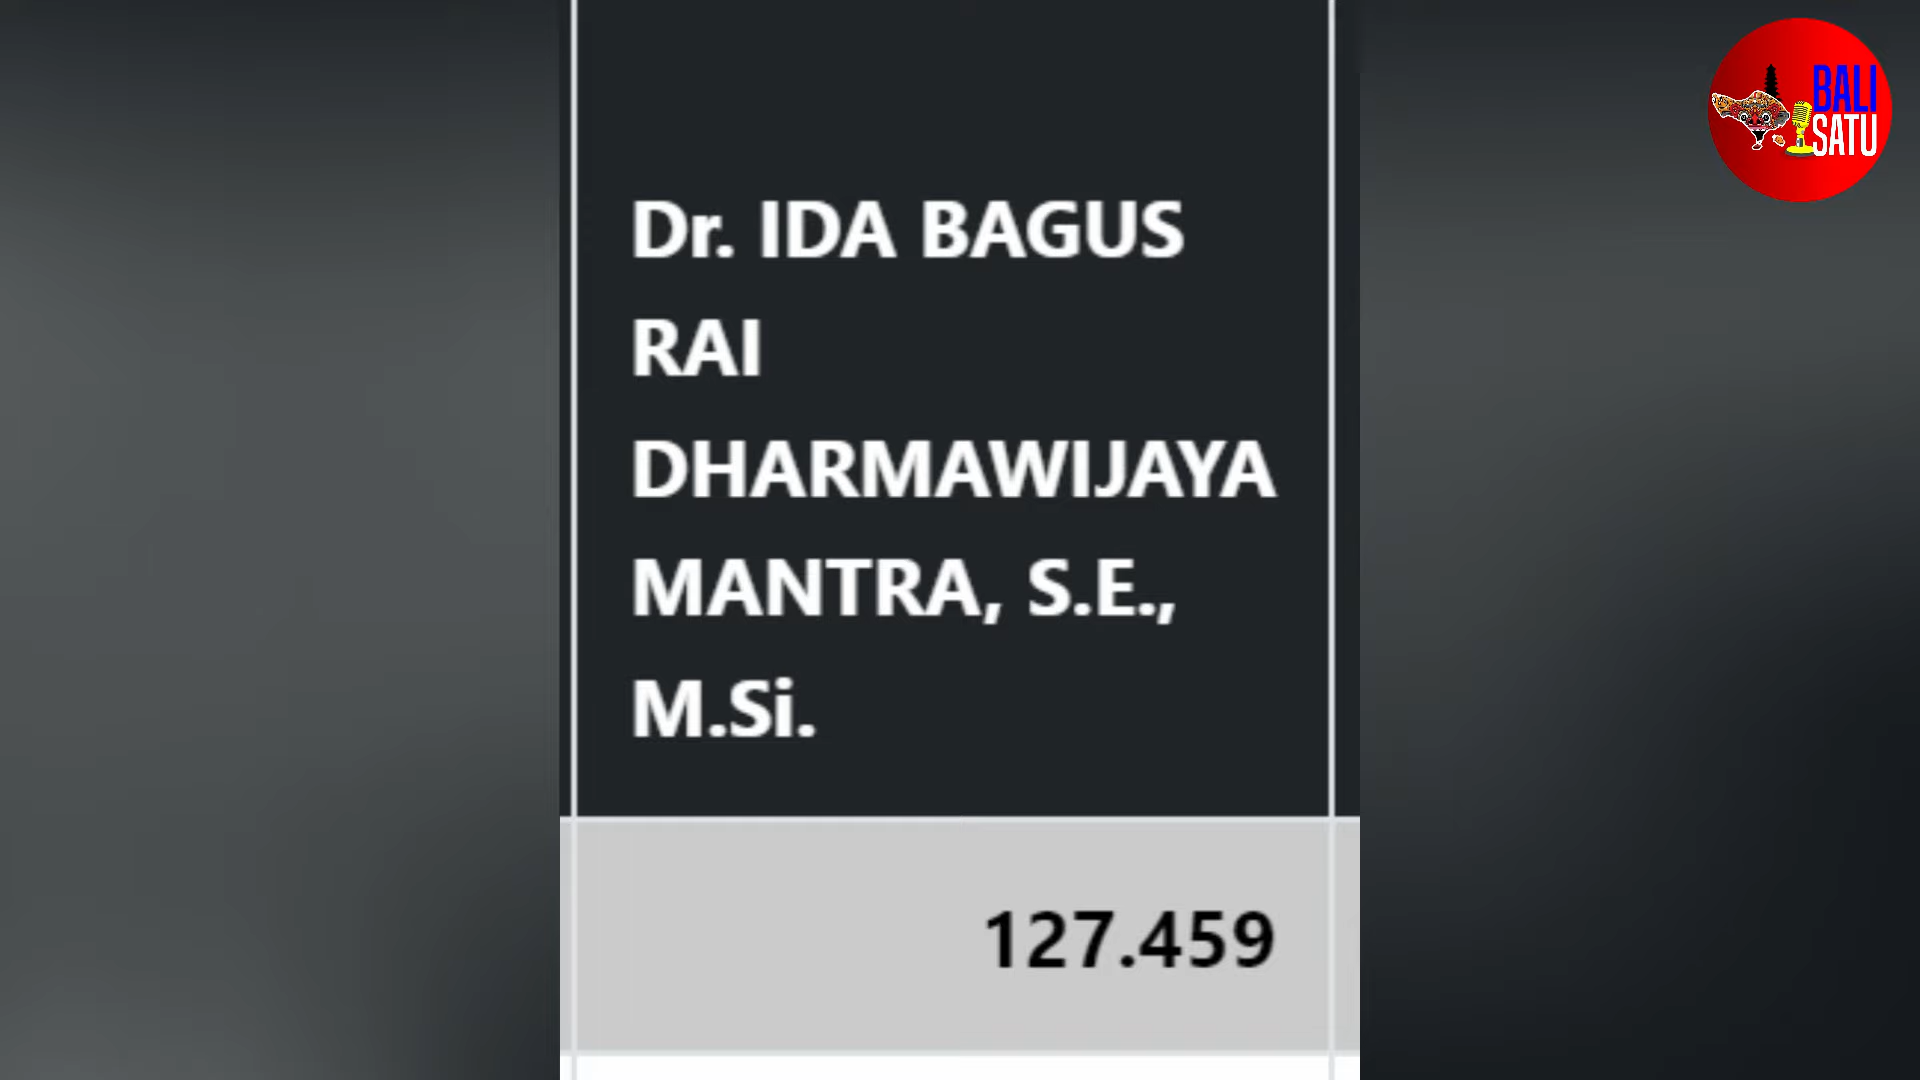 BALI
SATU
Dr. IDA BAGUS
RAI
DHARMAWIJAYA
MANTRA, S.E.,
M.Si.
127.459